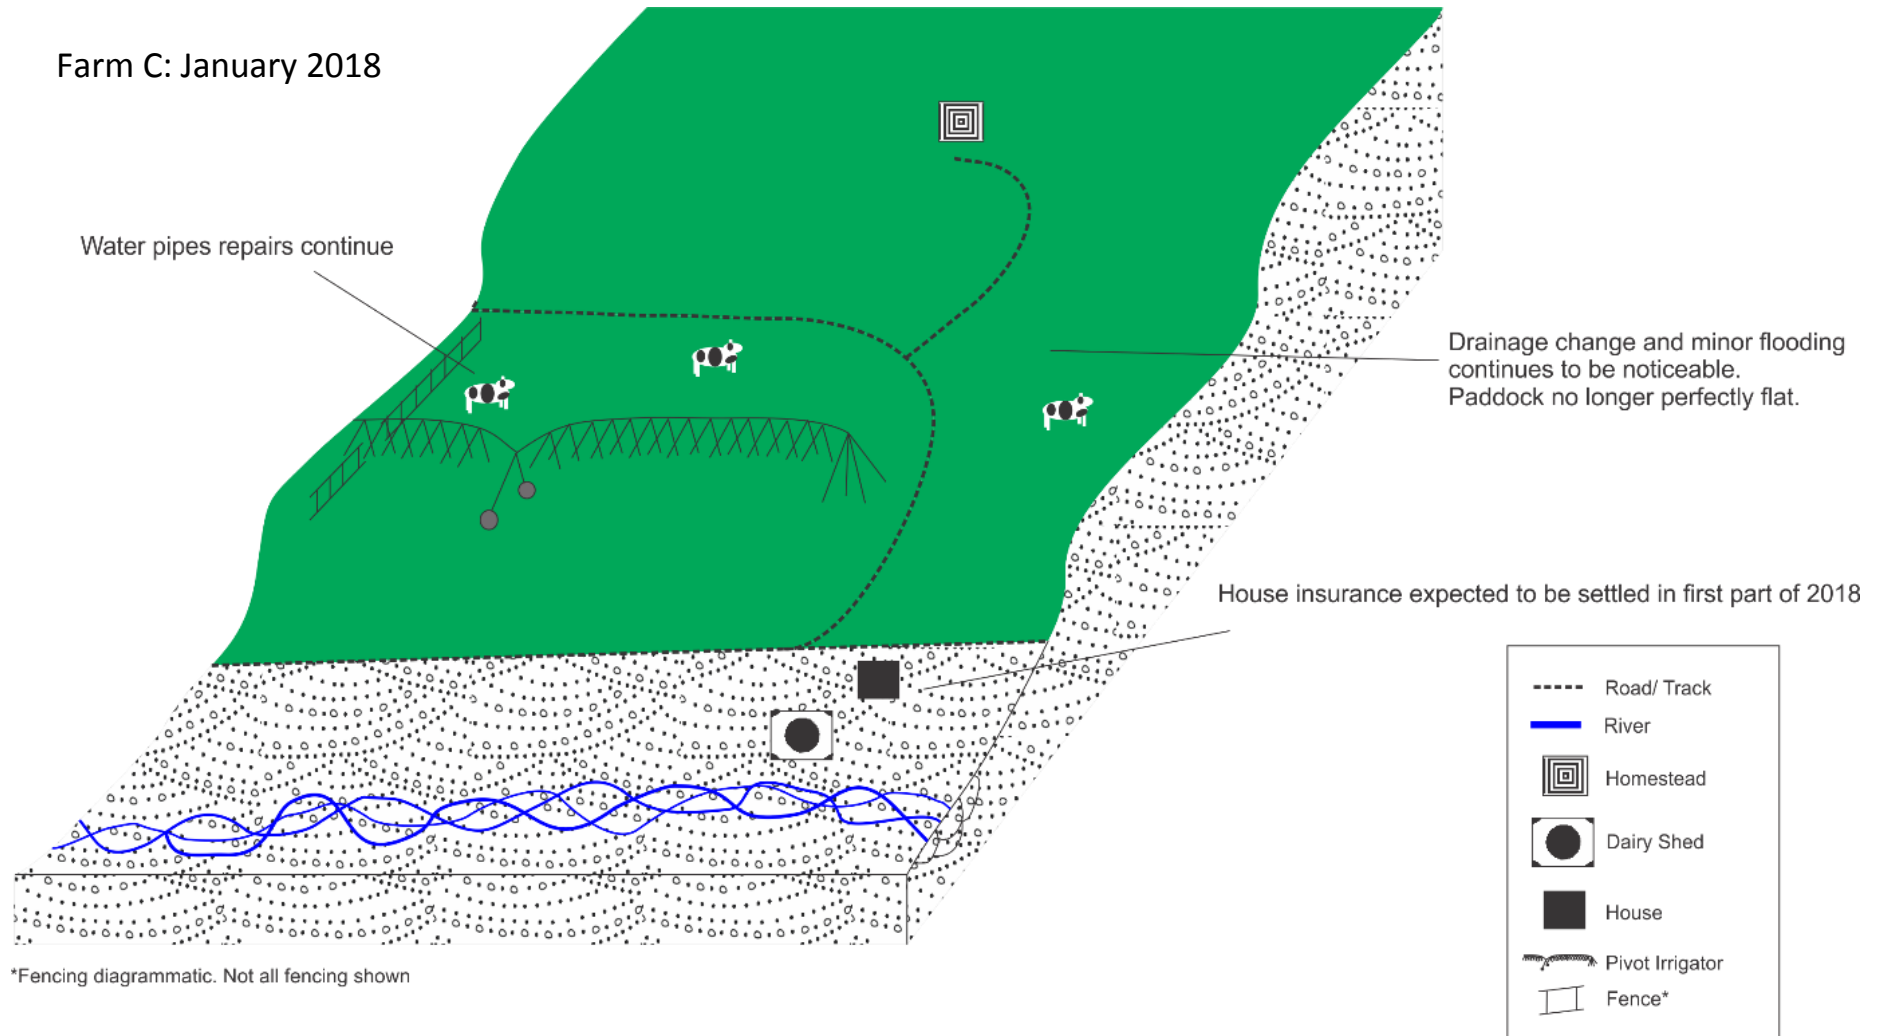 Farm C: January 2018
Water pipes repairs continue
Drainage change and minor flooding
continues to be noticeable.
Paddock no longer perfectly flat.
House insurance expected to be settled in first part of 2018
Road/ Track
River
Homestead
Dairy Shed
House
Pivot Irrigator
Fence*
*Fencing diagrammatic. Not all fencing shown